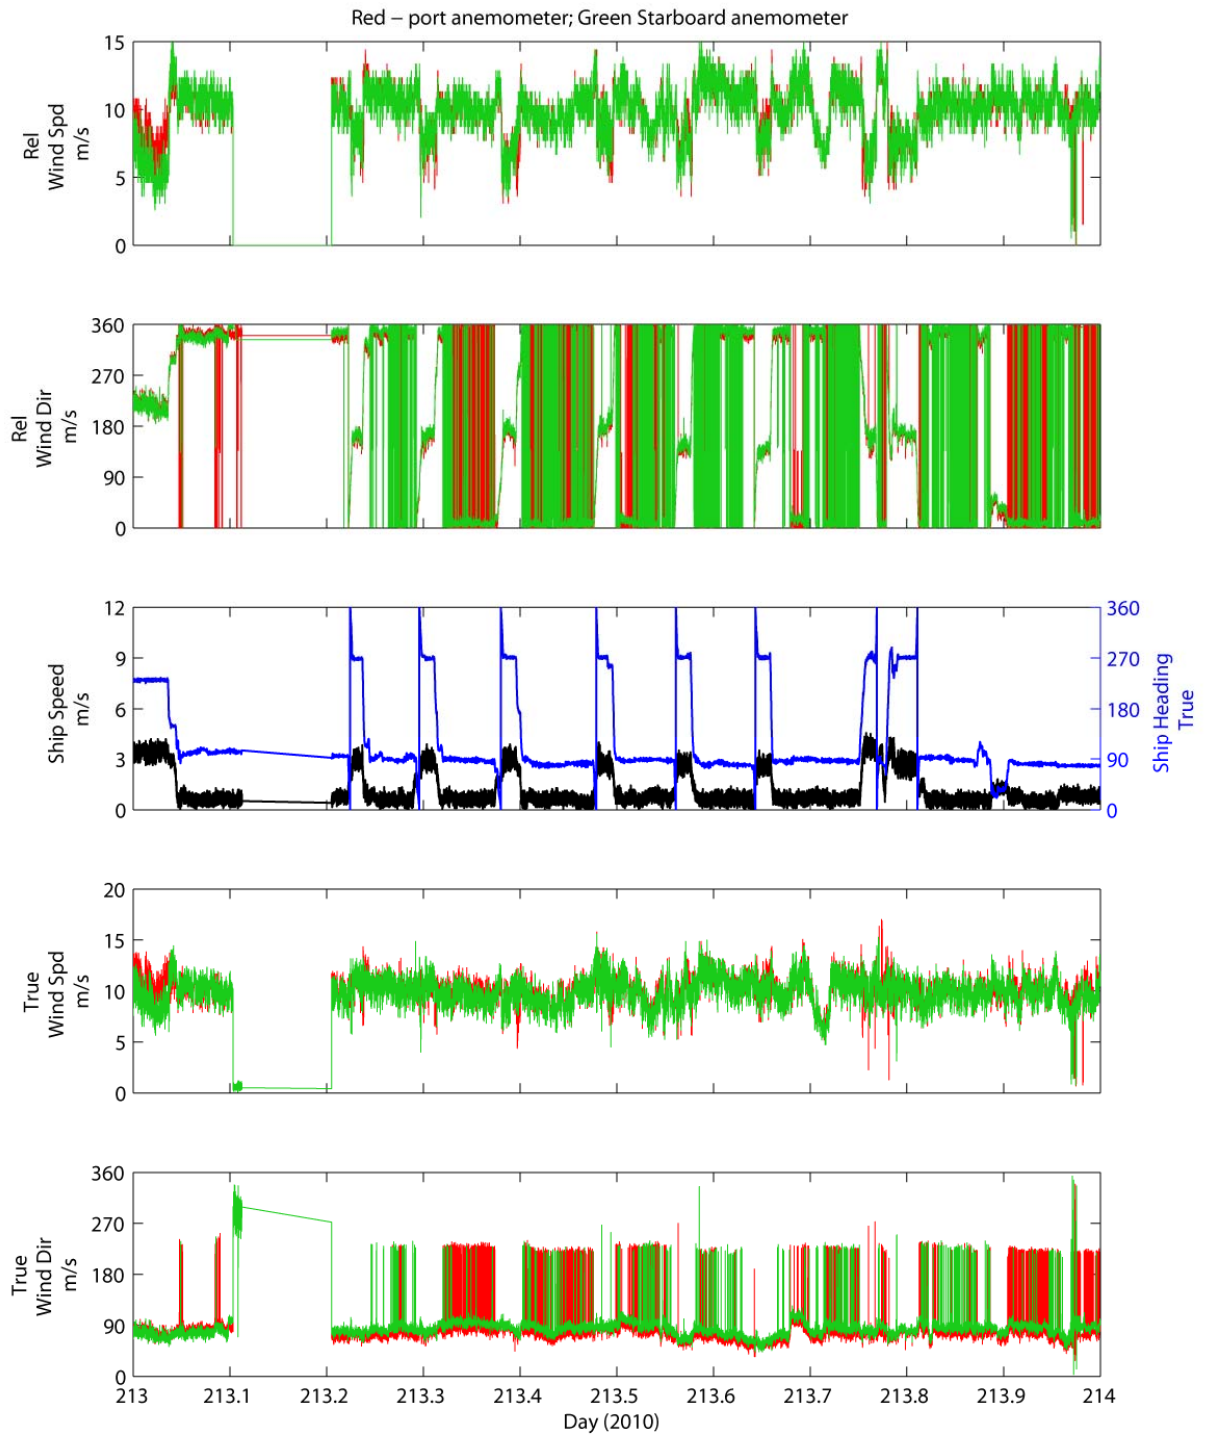 Red – port anemometer; Green Starboard anemometer
15
10
5
0
Rel
Wind Spd
m/s
360
270
180
90
0
Rel
Wind Dir
m/s
12
9
6
3
0
Ship Speed
m/s
360
270
180
90
0
Ship Heading
True
20
15
10
5
0
True
Wind Spd
m/s
360
270
180
90
0
True
Wind Dir
m/s
213 213.1 213.2 213.3 213.4 213.5 213.6 213.7 213.8 213.9 214
Day (2010)